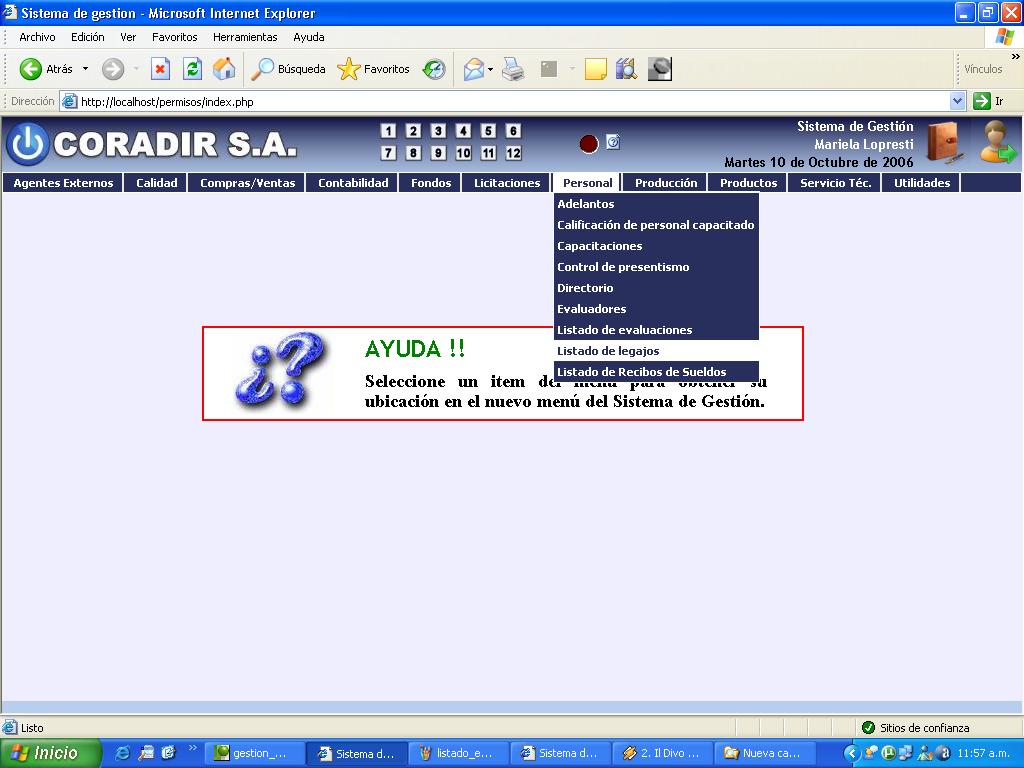 Sistema de gestion - Microsoft Internet Explorer
Archivo Edición Ver Favoritos Herramientas Ayuda
Atrás Búsqueda Favoritos Vínculos »
Dirección http://localhost/permisos/index.php Ir
CORADIR S.A.
1 2 3 4 5 6
7 8 9 10 11 12
Sistema de Gestión
Mariela Lopresti
Martes 10 de Octubre de 2006
Agentes Externos Calidad Compras/Ventas Contabilidad Fondos Licitaciones Personal Producción Productos Servicio Téc. Utilidades
Adelantos
Calificación de personal capacitado
Capacitaciones
Control de presentismo
Directorio
Evaluadores
Listado de evaluaciones
Listado de legajos
Listado de Recibos de Sueldos
AYUDA !!
Seleccione un item del menú para obtener su
ubicación en el nuevo menú del Sistema de Gestión.
Listo Sitios de confianza
Inicio » gestion_... Sistema d... listado_e... Sistema d... 2. Il Divo ... Nueva ca... 11:57 a.m.